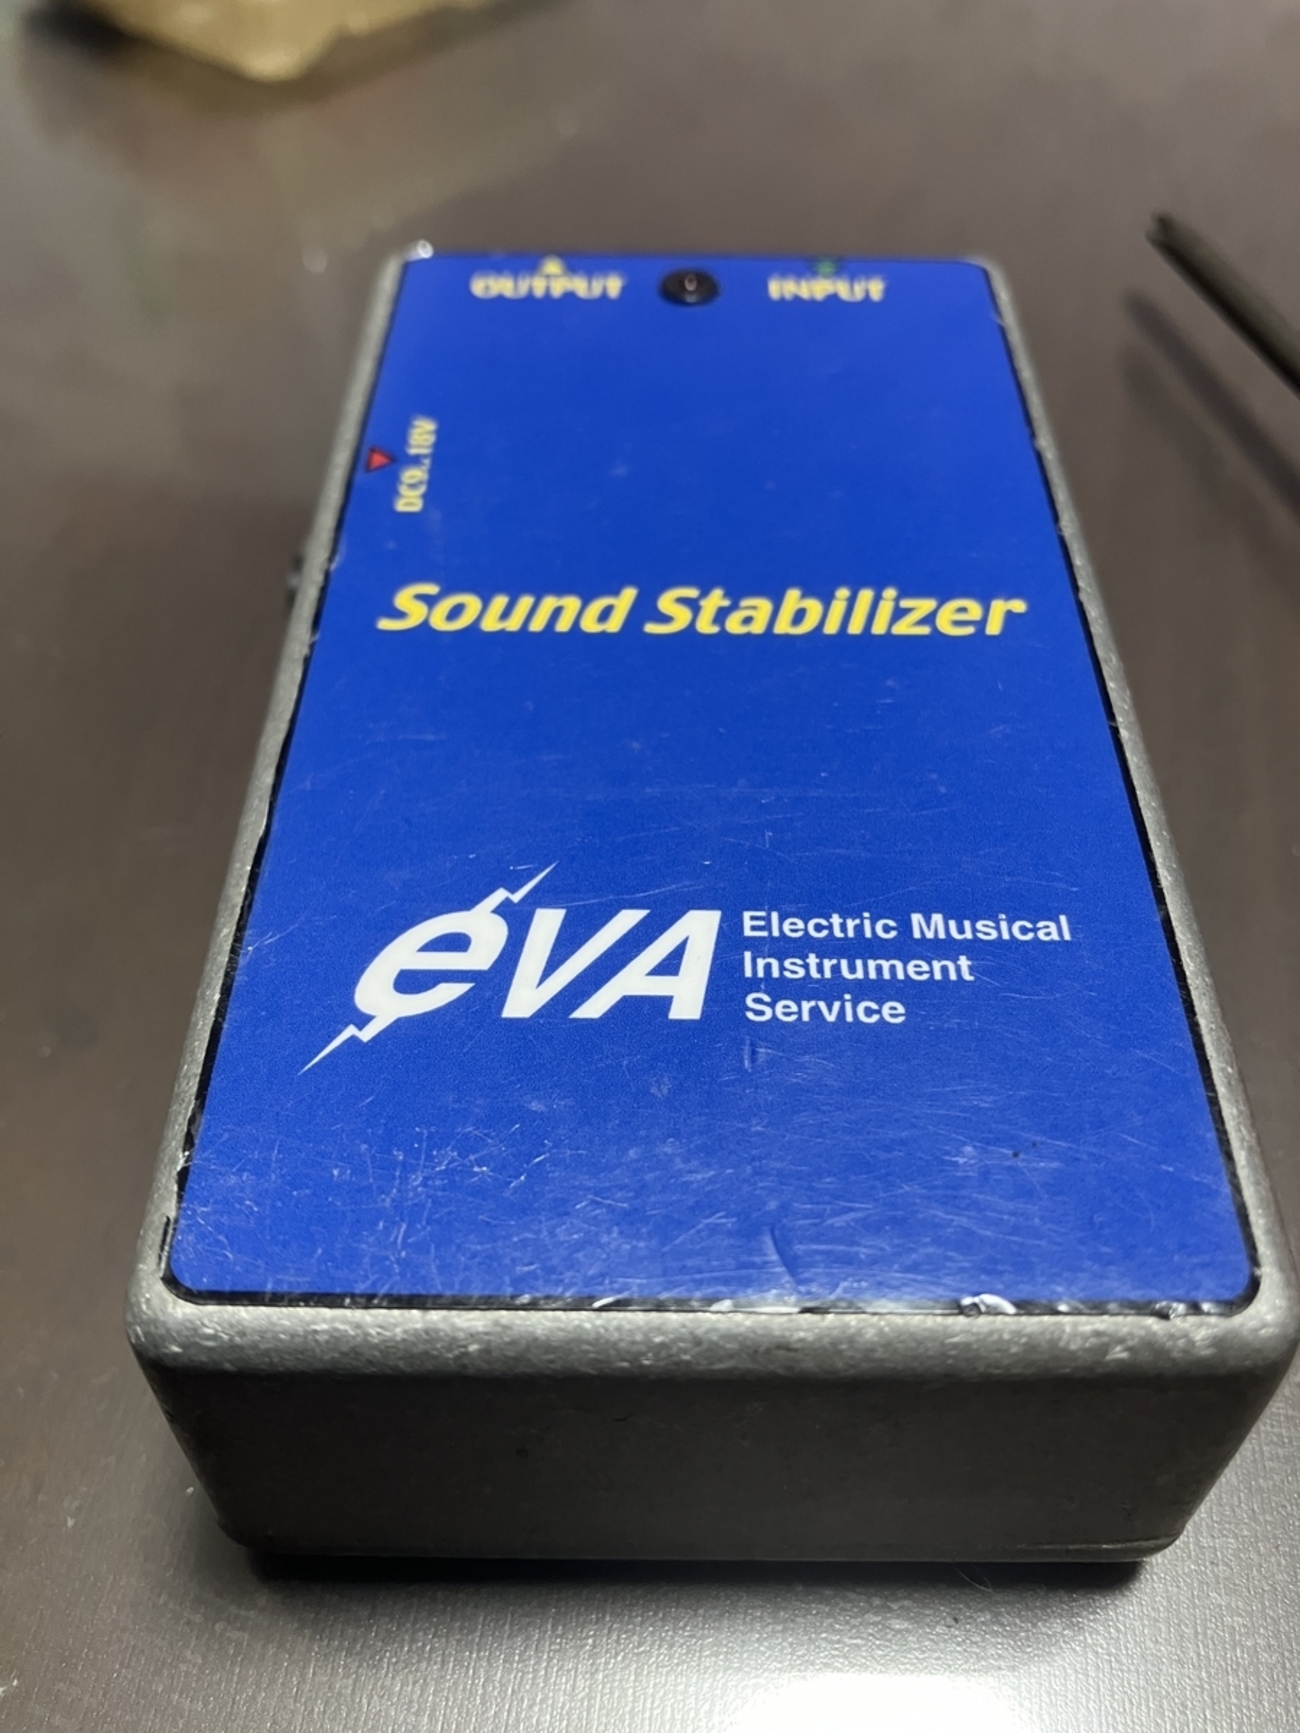 OUTPUT INPUT
DC9..18V
Sound Stabilizer
eVA Electric Musical
Instrument
Service